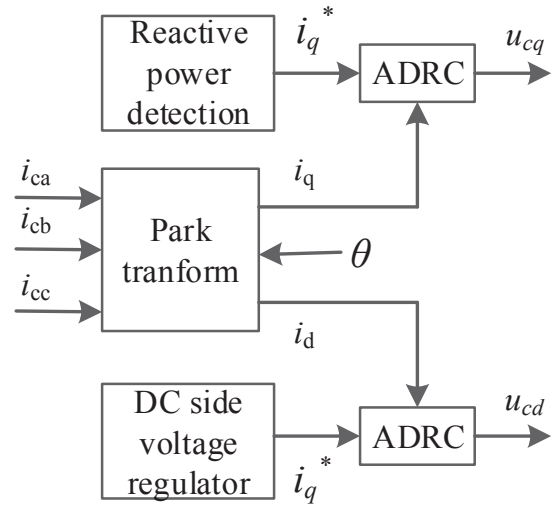 Reactive
power
detection
i_q^*
ADRC
u_cq
i_ca
i_cb
i_cc
Park
tranform
i_q
θ
i_d
DC side
voltage
regulator
i_q^*
ADRC
u_cd